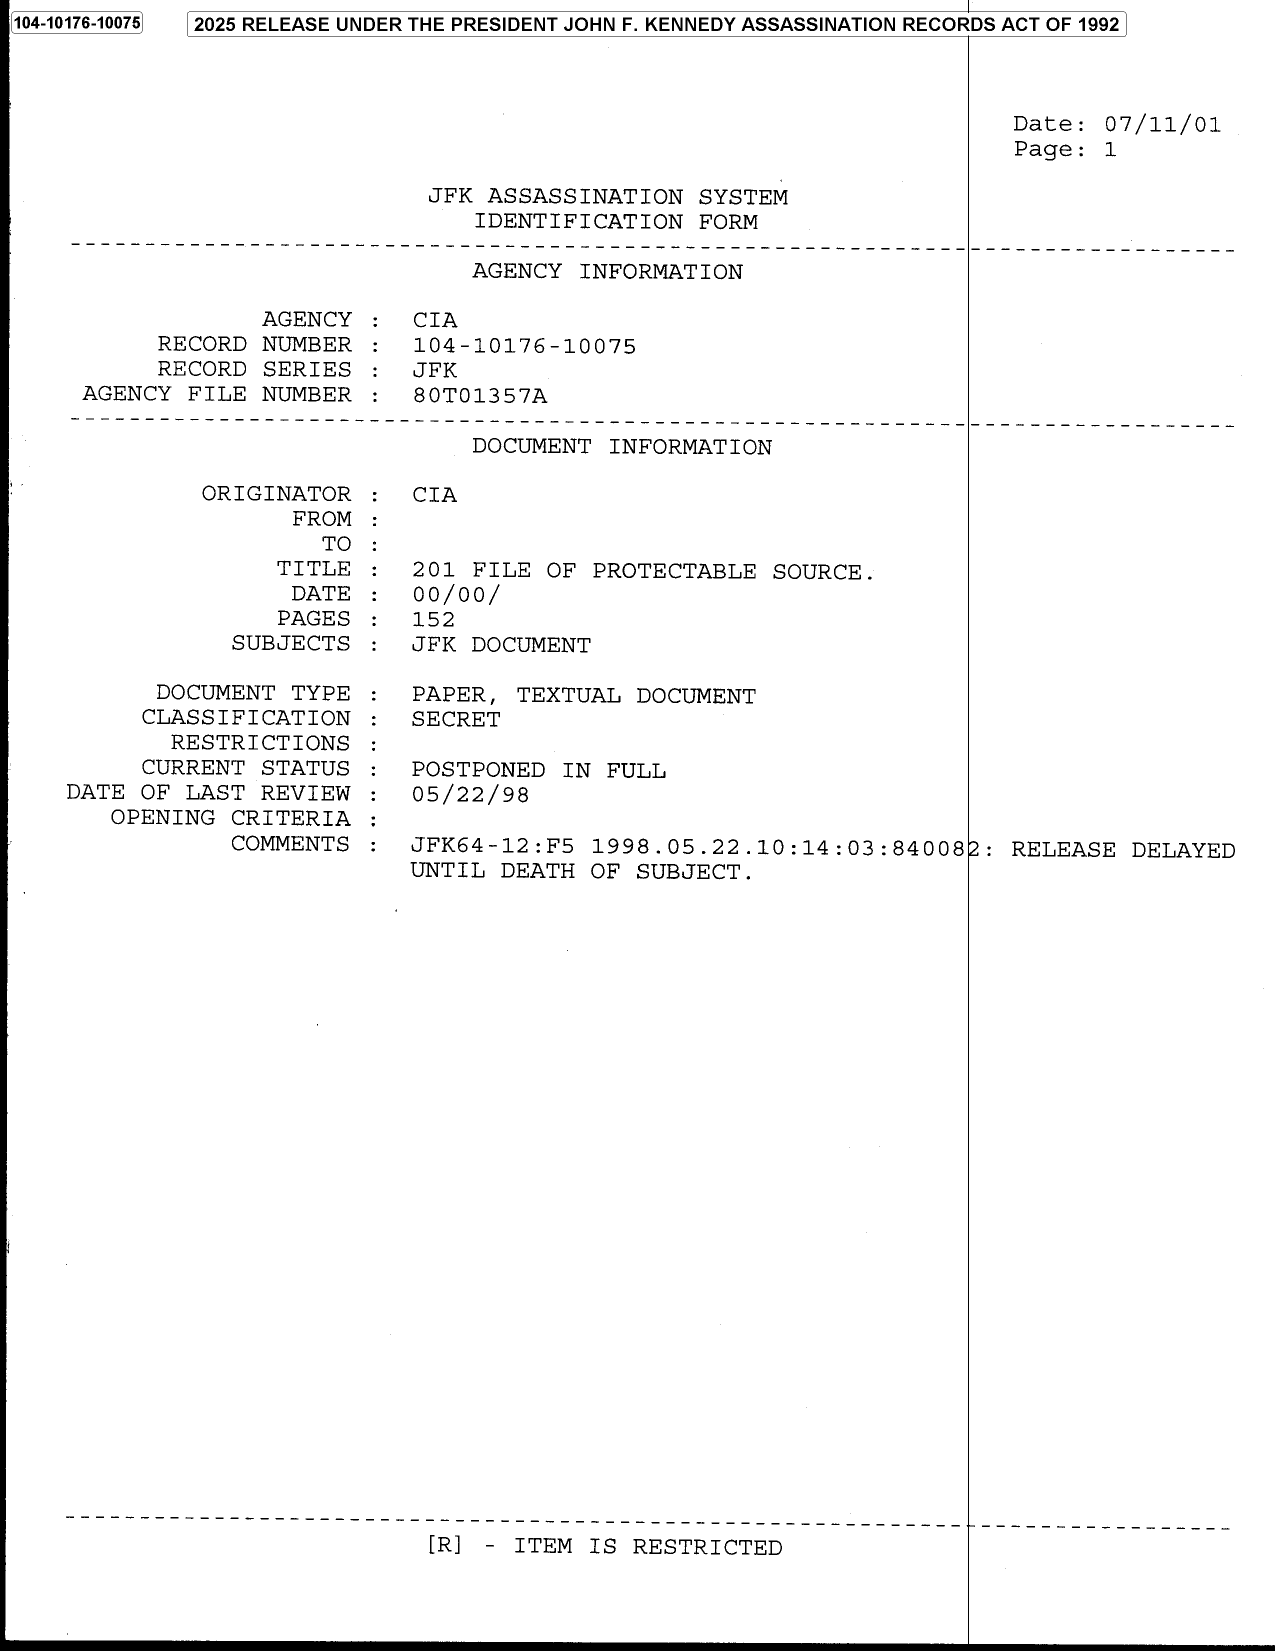 104-10176-10075
2025 RELEASE UNDER THE PRESIDENT JOHN F. KENNEDY ASSASSINATION RECORDS ACT OF 1992
Date: 07/11/01
Page: 1
JFK ASSASSINATION SYSTEM
IDENTIFICATION FORM
AGENCY INFORMATION
AGENCY : CIA
RECORD NUMBER : 104-10176-10075
RECORD SERIES : JFK
AGENCY FILE NUMBER : 80T01357A
DOCUMENT INFORMATION
ORIGINATOR : CIA
FROM :
TO :
TITLE : 201 FILE OF PROTECTABLE SOURCE.
DATE : 00/00/
PAGES : 152
SUBJECTS : JFK DOCUMENT
DOCUMENT TYPE : PAPER, TEXTUAL DOCUMENT
CLASSIFICATION : SECRET
RESTRICTIONS :
CURRENT STATUS : POSTPONED IN FULL
DATE OF LAST REVIEW : 05/22/98
OPENING CRITERIA :
COMMENTS : JFK64-12:F5 1998.05.22.10:14:03:840082: RELEASE DELAYED
UNTIL DEATH OF SUBJECT.
[R] - ITEM IS RESTRICTED